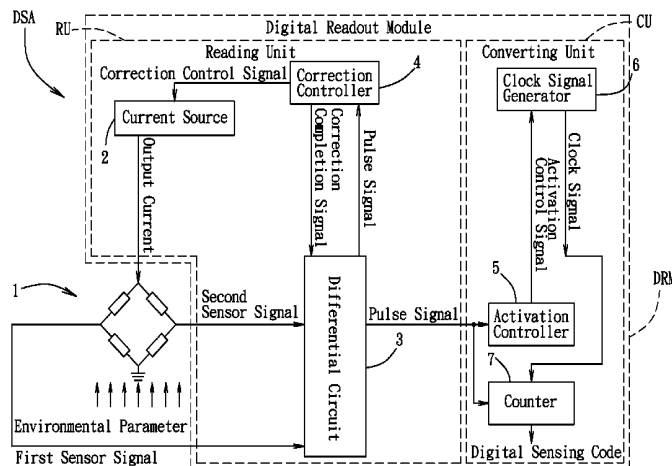 DSA
RU
Digital Readout Module
CU
Reading Unit
Converting Unit
Correction Control Signal
4
Correction
Controller
6
Clock Signal
Generator
Current Source
2
Output Current
Correction
Completion Signal
Pulse Signal
Activation
Control Signal
Clock Signal
1
Second
Sensor Signal
Differential Circuit
3
Pulse Signal
5
Activation
Controller
DRM
7
Counter
Environmental Parameter
First Sensor Signal
Digital Sensing Code